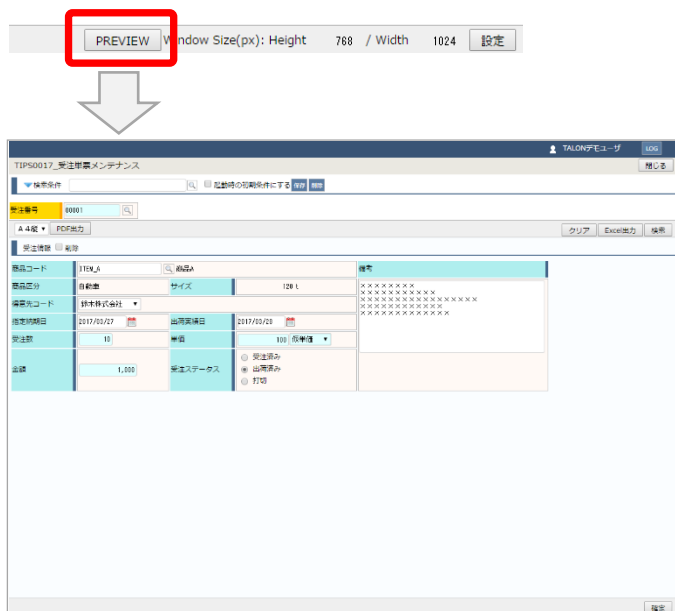 PREVIEW Window Size(px): Height 768 / Width 1024 設定
TALONデモユーザ LOG
TIPS0017_受注単票メンテナンス 閉じる
検索条件 起動時の初期条件にする 保存 削除
受注番号 00001
A4縦 PDF出力 クリア Excel出力 検索
受注情報 削除
商品コード ITEM_A 商品A 備考
商品区分 自動車 サイズ 120 t ××××××××
××××××××××
得意先コード 鈴木株式会社 ×××××××××××××××××
××××××××××××
指定納期日 2017/03/27 出荷実績日 2017/03/20 ×××××××××××××
受注数 10 単価 100 仮単価
金額 1,000 受注ステータス 受注済み
出荷済み
打切
確定